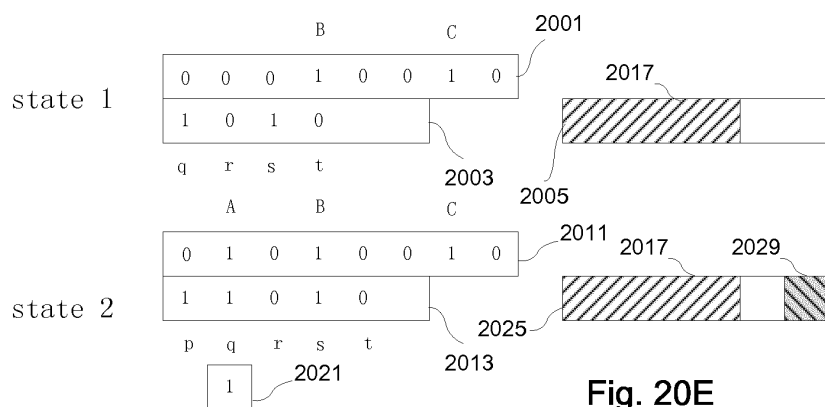 B C
2001
0 0 0 1 0 0 1 0
2017
state 1
1 0 1 0
q r s t
2003
2005
A B C
2011
0 1 0 1 0 0 1 0
2017 2029
state 2
1 1 0 1 0
2025
p q r s t
2013
1
2021
Fig. 20E